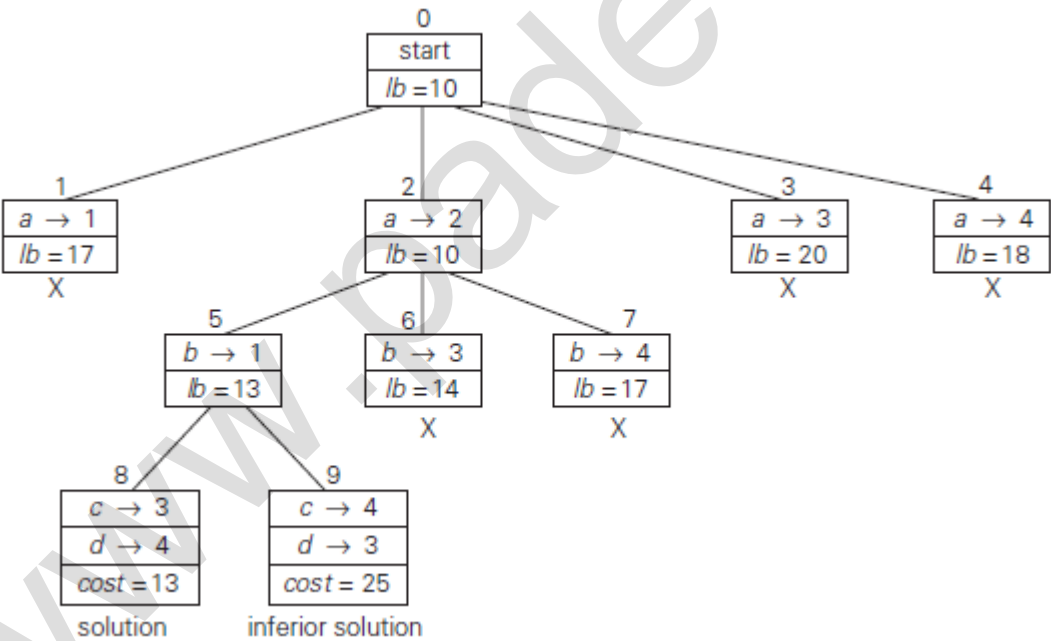 0
start
lb = 10
1 2 3 4
a → 1 a → 2 a → 3 a → 4
lb = 17 lb = 10 lb = 20 lb = 18
X X X
5 6 7
b → 1 b → 3 b → 4
lb = 13 lb = 14 lb = 17
X X
8 9
c → 3 c → 4
d → 4 d → 3
cost = 13 cost = 25
solution inferior solution